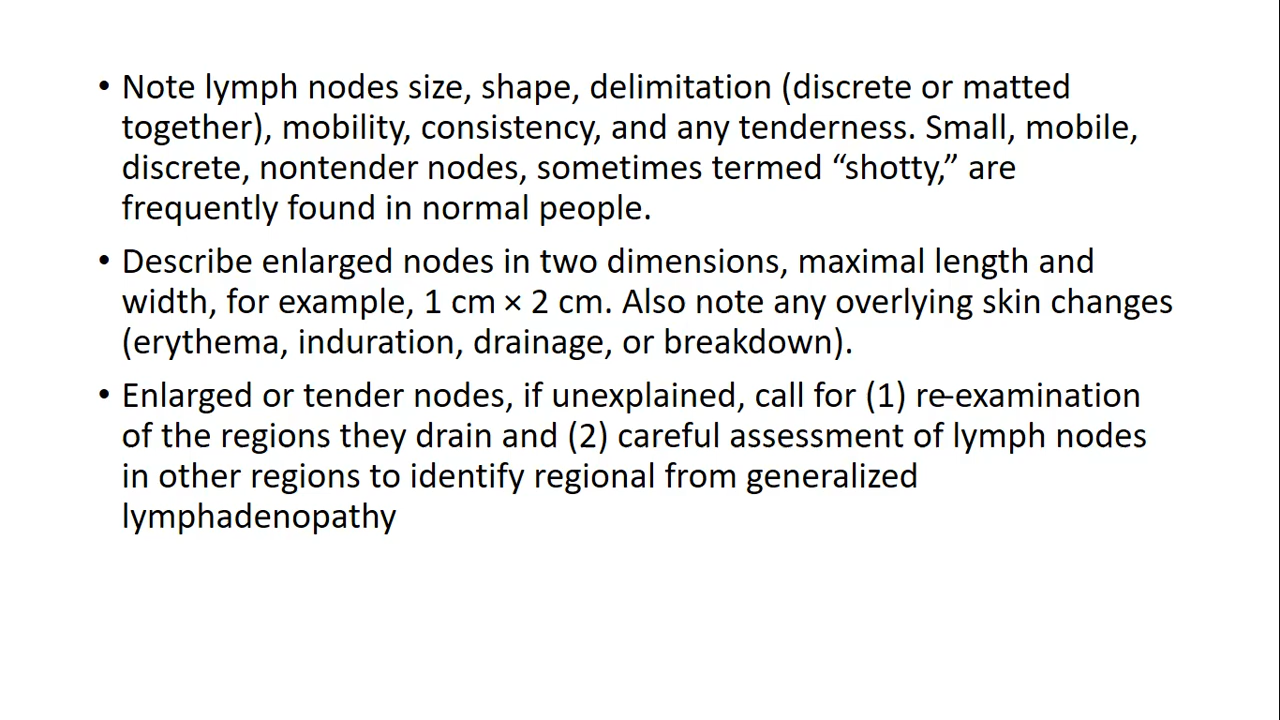 • Note lymph nodes size, shape, delimitation (discrete or matted
together), mobility, consistency, and any tenderness. Small, mobile,
discrete, nontender nodes, sometimes termed “shotty,” are
frequently found in normal people.
• Describe enlarged nodes in two dimensions, maximal length and
width, for example, 1 cm × 2 cm. Also note any overlying skin changes
(erythema, induration, drainage, or breakdown).
• Enlarged or tender nodes, if unexplained, call for (1) re-examination
of the regions they drain and (2) careful assessment of lymph nodes
in other regions to identify regional from generalized
lymphadenopathy